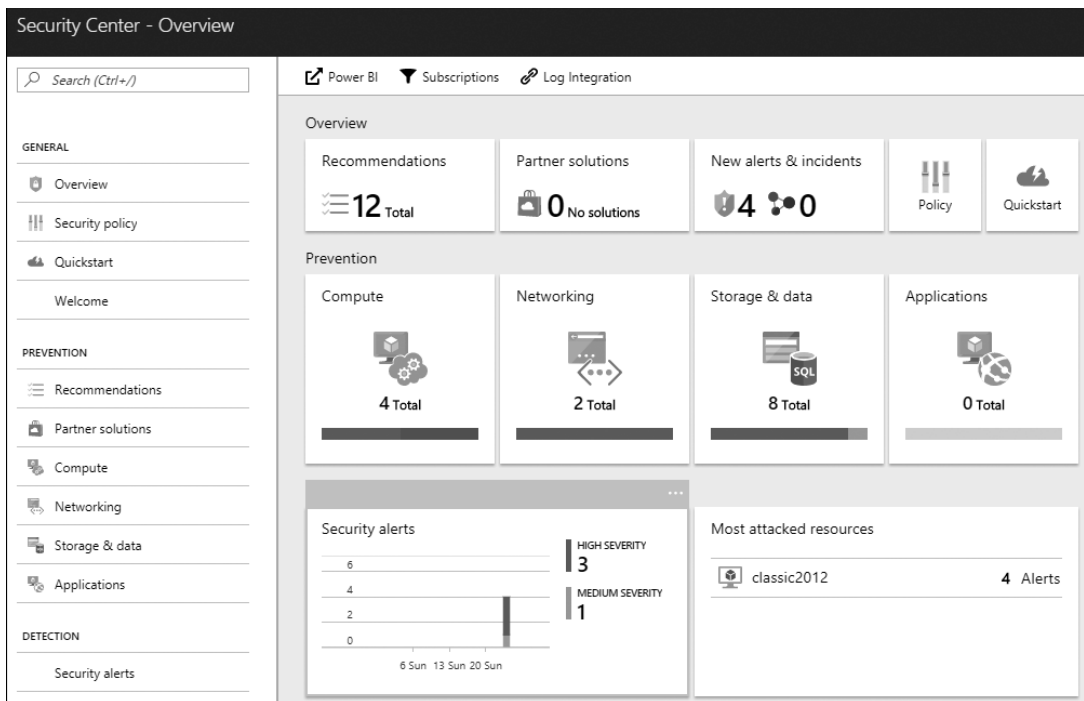 Security Center - Overview
Search (Ctrl+/)
GENERAL
Overview
Security policy
Quickstart
Welcome
PREVENTION
Recommendations
Partner solutions
Compute
Networking
Storage & data
Applications
DETECTION
Security alerts
Power BI Subscriptions Log Integration
Overview
Recommendations
12 Total
Partner solutions
0 No solutions
New alerts & incidents
4 0
Policy
Quickstart
Prevention
Compute
4 Total
Networking
2 Total
Storage & data
SQL
8 Total
Applications
0 Total
...
Security alerts
6
4
2
0
6 Sun 13 Sun 20 Sun
HIGH SEVERITY
3
MEDIUM SEVERITY
1
Most attacked resources
classic2012 4 Alerts